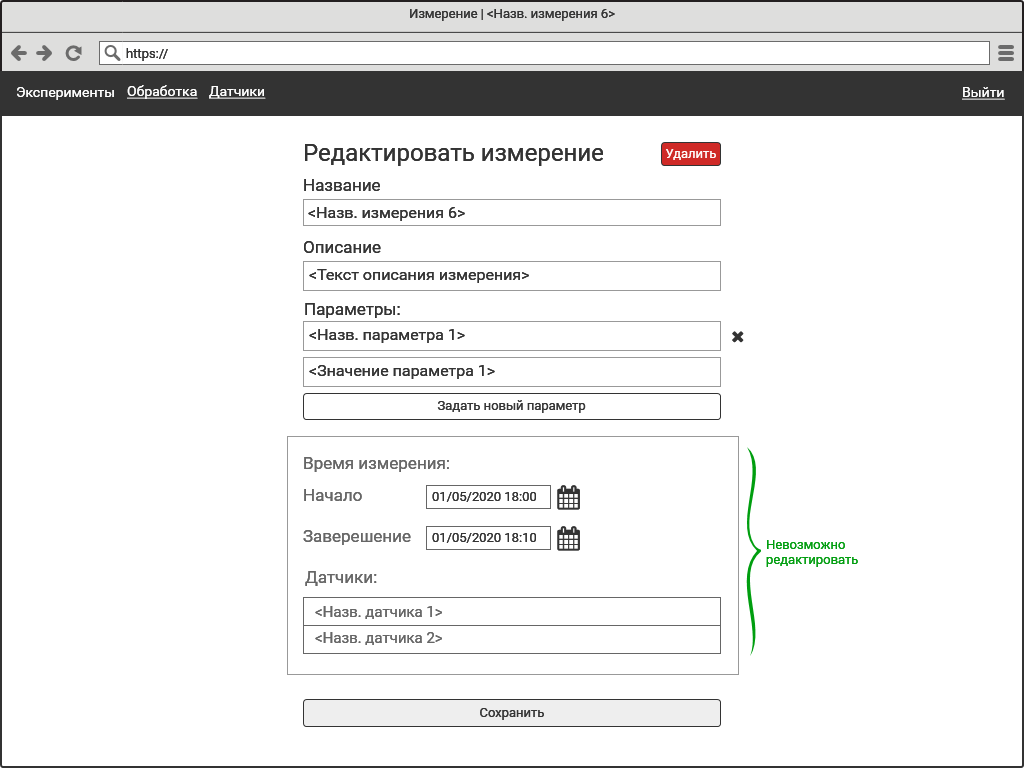 Измерение | <Назв. измерения 6>
https://
Эксперименты Обработка Датчики Выйти
Редактировать измерение Удалить
Название
<Назв. измерения 6>
Описание
<Текст описания измерения>
Параметры:
<Назв. параметра 1>
<Значение параметра 1>
Задать новый параметр
Время измерения:
Начало 01/05/2020 18:00
Заверешение 01/05/2020 18:10
Невозможно
редактировать
Датчики:
<Назв. датчика 1>
<Назв. датчика 2>
Сохранить